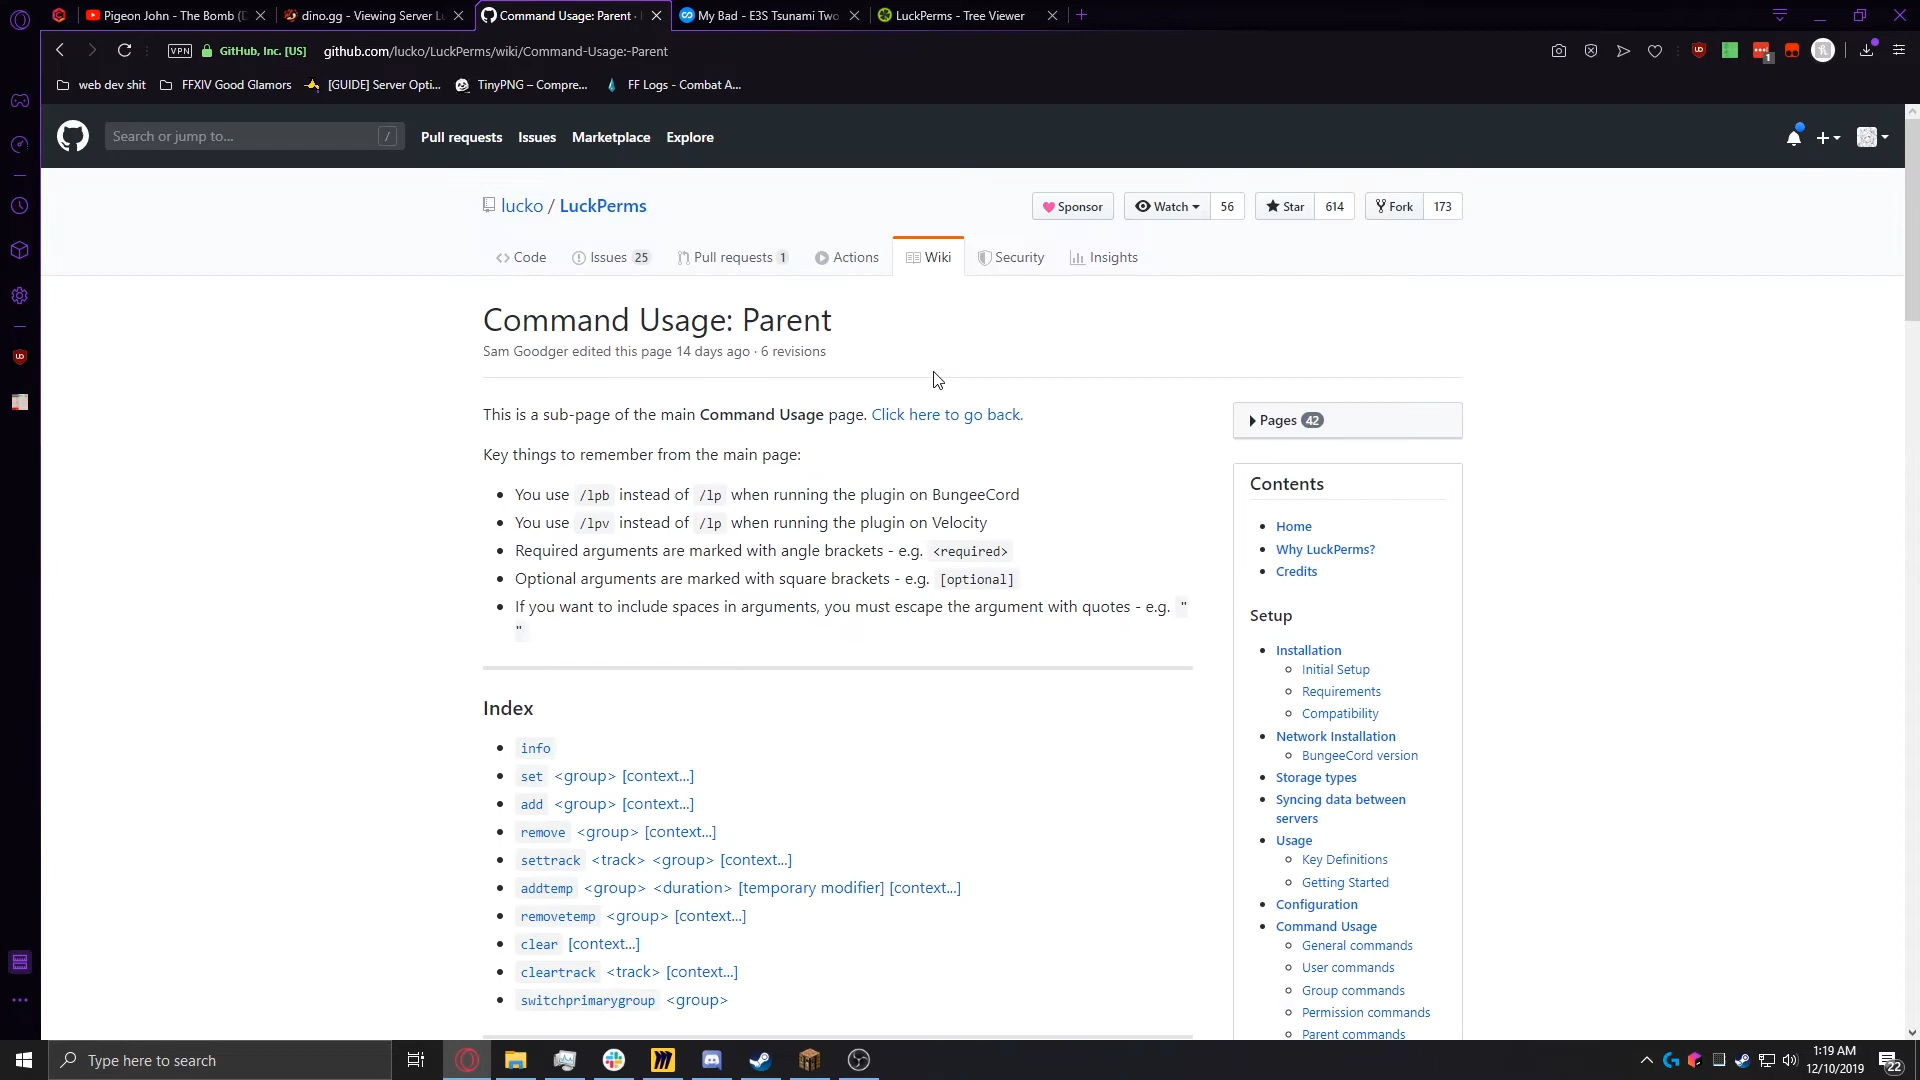 Pigeon John - The Bomb (
dino.gg - Viewing Server L
Command Usage: Parent ·
My Bad - E3S Tsunami Two
LuckPerms - Tree Viewer
VPN
GitHub, Inc. [US]
github.com/lucko/LuckPerms/wiki/Command-Usage:-Parent
1
web dev shit
FFXIV Good Glamors
[GUIDE] Server Opti...
TinyPNG – Compre...
FF Logs - Combat A...
Search or jump to...
/
Pull requests
Issues
Marketplace
Explore
lucko / LuckPerms
Sponsor
Watch
56
Star
614
Fork
173
Code
Issues 25
Pull requests 1
Actions
Wiki
Security
Insights
Command Usage: Parent
Sam Goodger edited this page 14 days ago · 6 revisions
This is a sub-page of the main Command Usage page. Click here to go back.
Key things to remember from the main page:
You use /lpb instead of /lp when running the plugin on BungeeCord
You use /lpv instead of /lp when running the plugin on Velocity
Required arguments are marked with angle brackets - e.g. <required>
Optional arguments are marked with square brackets - e.g. [optional]
If you want to include spaces in arguments, you must escape the argument with quotes - e.g. "
"
Index
info
set <group> [context...]
add <group> [context...]
remove <group> [context...]
settrack <track> <group> [context...]
addtemp <group> <duration> [temporary modifier] [context...]
removetemp <group> [context...]
clear [context...]
cleartrack <track> [context...]
switchprimarygroup <group>
Pages 42
Contents
Home
Why LuckPerms?
Credits
Setup
Installation
Initial Setup
Requirements
Compatibility
Network Installation
BungeeCord version
Storage types
Syncing data between
servers
Usage
Key Definitions
Getting Started
Configuration
Command Usage
General commands
User commands
Group commands
Permission commands
Parent commands
Type here to search
1:19 AM
12/10/2019
22